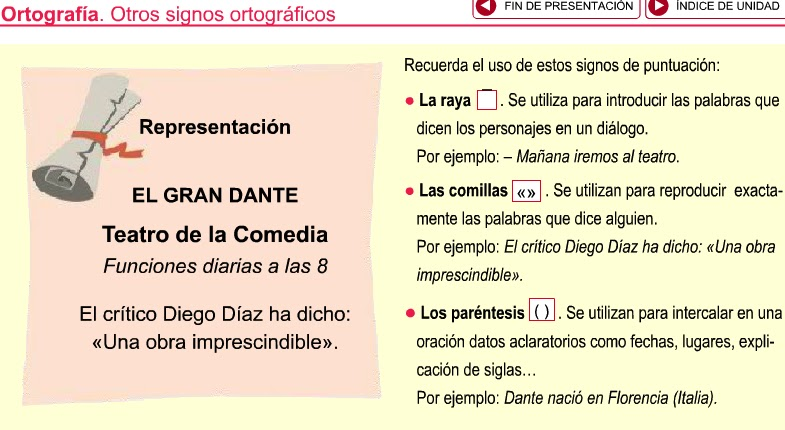 Ortografía. Otros signos ortográficos
FIN DE PRESENTACIÓN
ÍNDICE DE UNIDAD
Representación
EL GRAN DANTE
Teatro de la Comedia
Funciones diarias a las 8
El crítico Diego Díaz ha dicho:
«Una obra imprescindible».
Recuerda el uso de estos signos de puntuación:
• La raya – . Se utiliza para introducir las palabras que
dicen los personajes en un diálogo.
Por ejemplo: – Mañana iremos al teatro.
• Las comillas «» . Se utilizan para reproducir exacta-
mente las palabras que dice alguien.
Por ejemplo: El crítico Diego Díaz ha dicho: «Una obra
imprescindible».
• Los paréntesis ( ) . Se utilizan para intercalar en una
oración datos aclaratorios como fechas, lugares, expli-
cación de siglas…
Por ejemplo: Dante nació en Florencia (Italia).